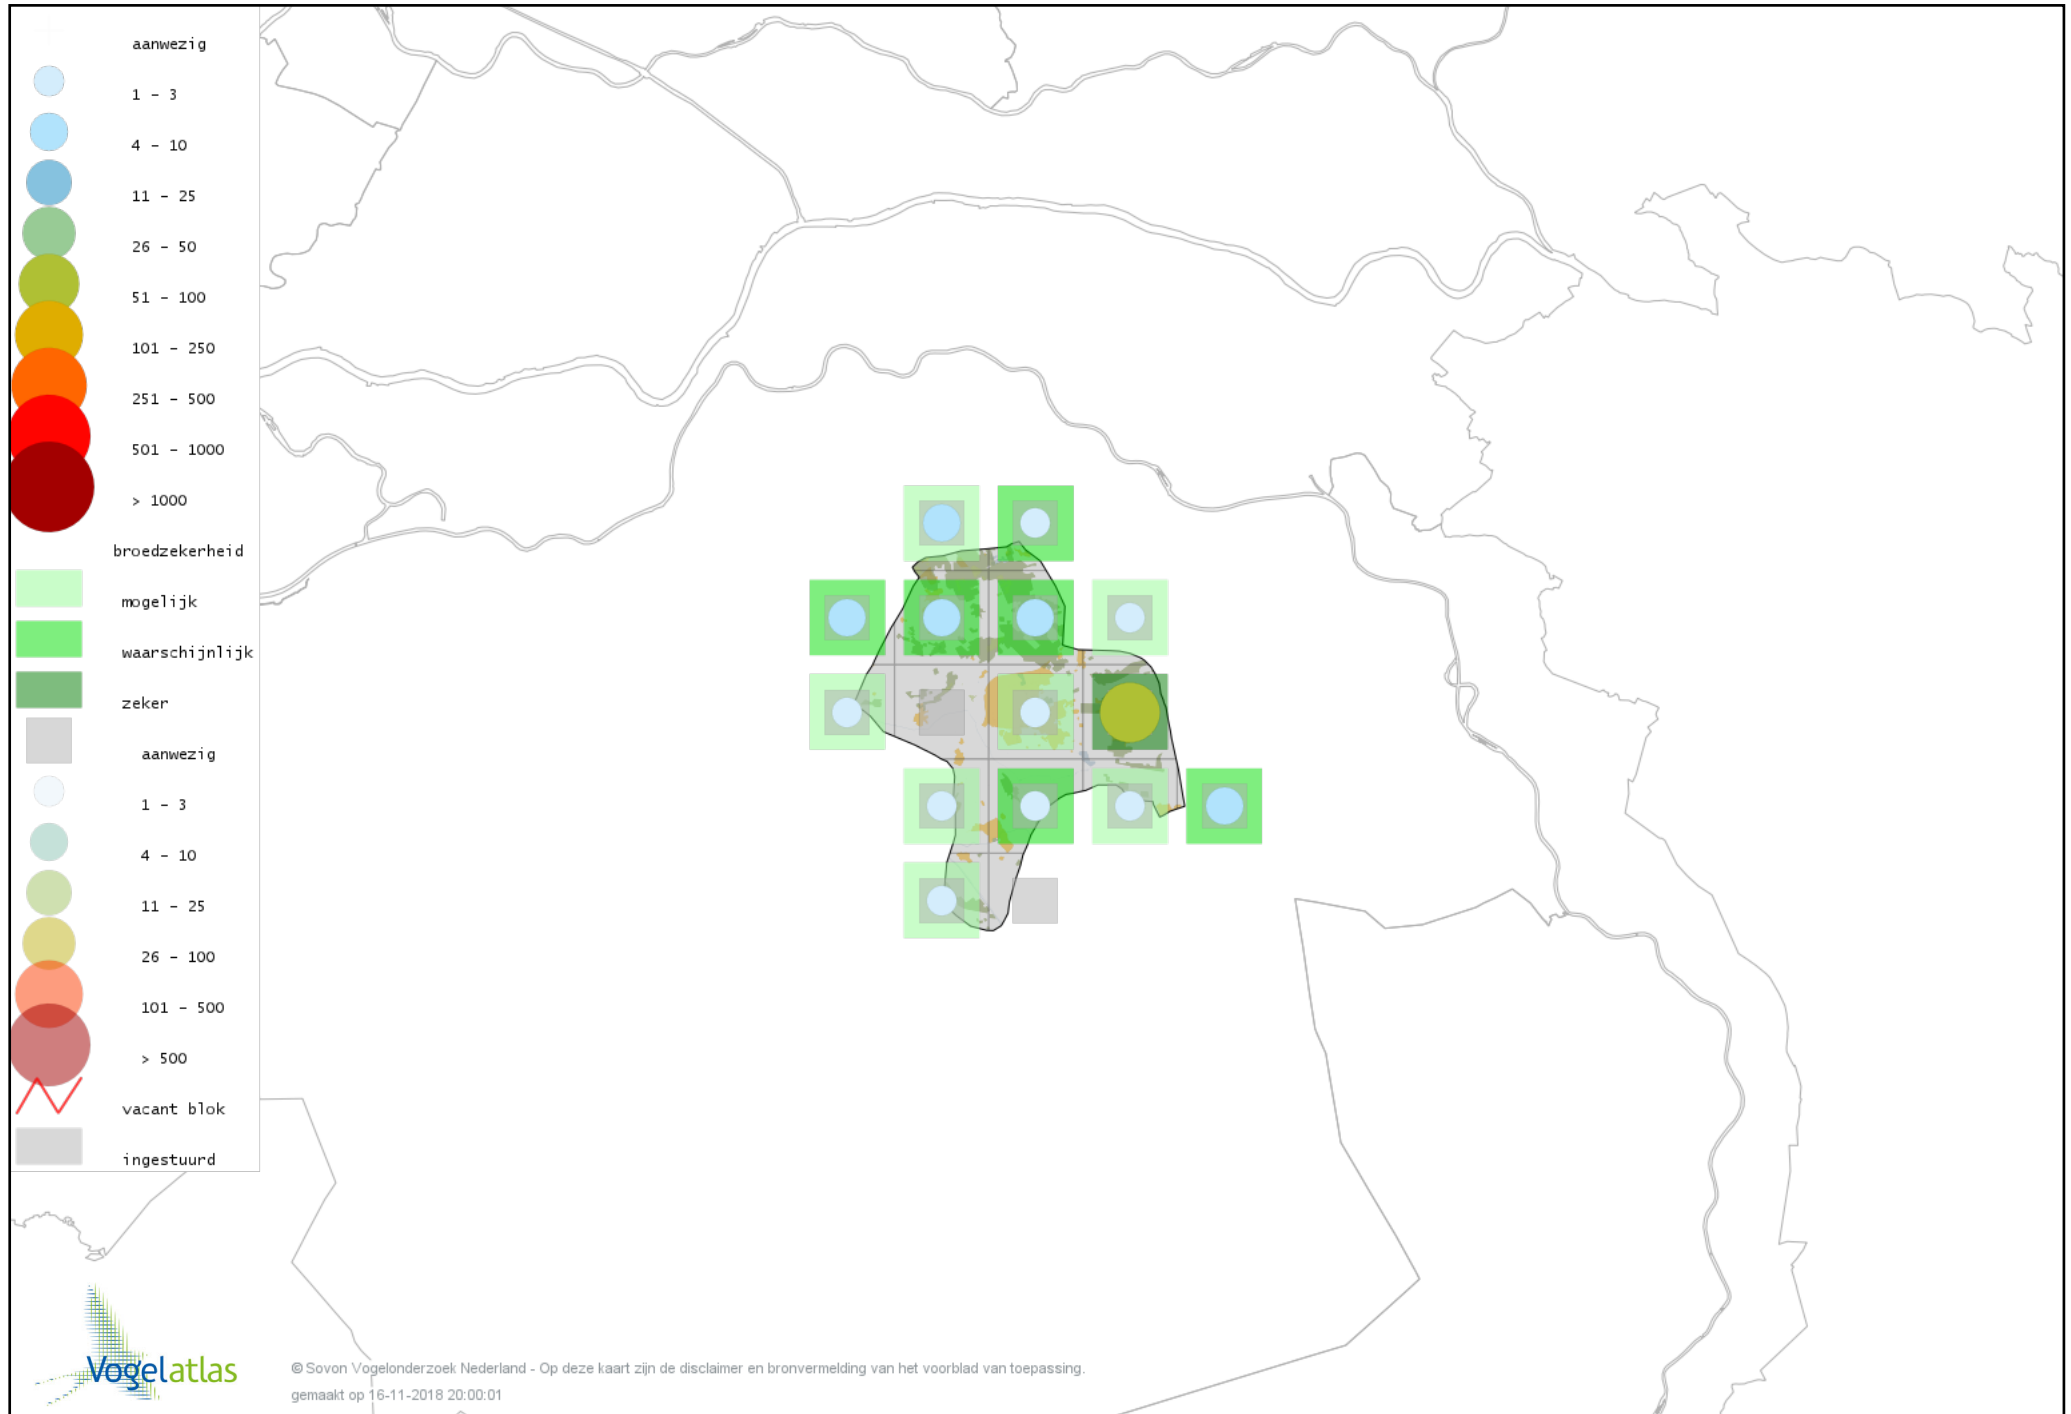 aanwezig
1 - 3
4 - 10
11 - 25
26 - 50
51 - 100
101 - 250
251 - 500
501 - 1000
> 1000
broedzekerheid
mogelijk
waarschijnlijk
zeker
aanwezig
1 - 3
4 - 10
11 - 25
26 - 100
101 - 500
> 500
vacant blok
ingestuurd
Vogelatlas
© Sovon Vogelonderzoek Nederland - Op deze kaart zijn de disclaimer en bronvermelding van het voorblad van toepassing.
gemaakt op 16-11-2018 20:00:01